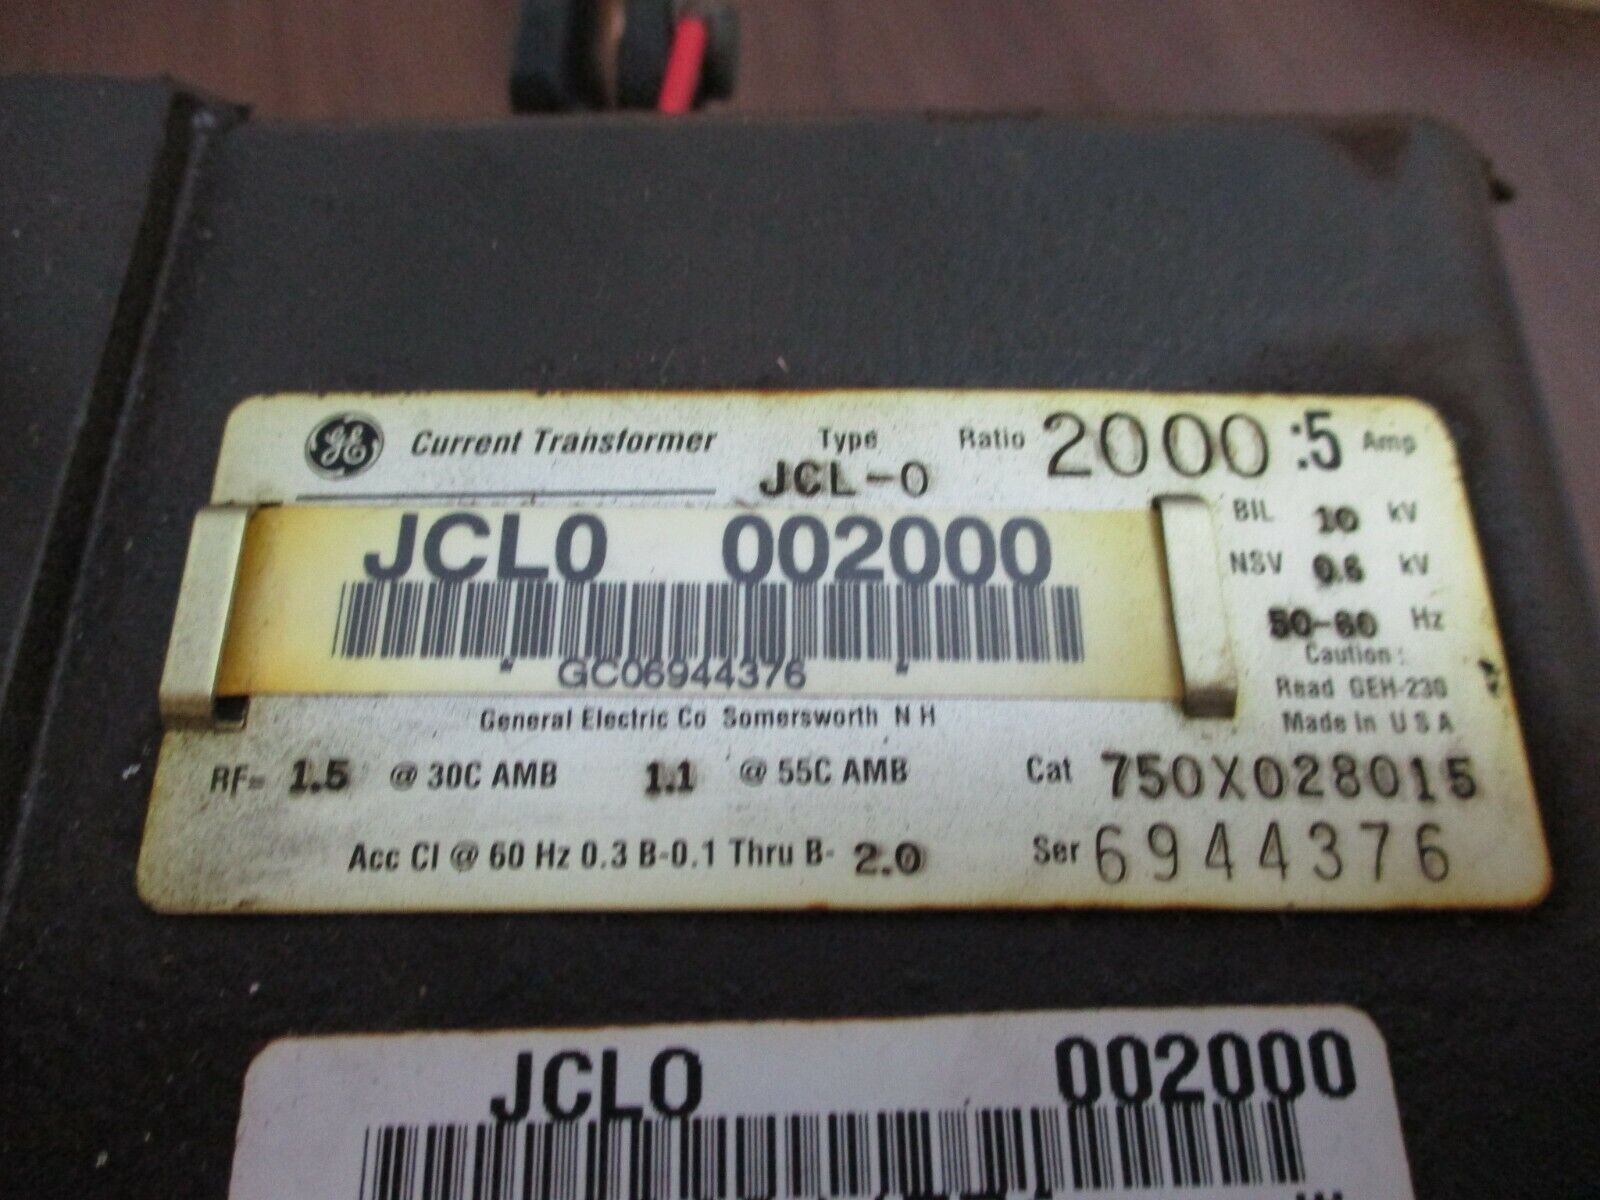 GE Current Transformer Type JCL-0 Ratio 2000 :5 Amp
BIL 10 kV
JCL0 002000
NSV 0.6 kV
50-60 Hz
GC06944376
Caution:
Read GEH-230
General Electric Co Somersworth N H
Made In U S A
RF= 1.5 @ 30C AMB 1.1 @ 55C AMB Cat 750X028015
Acc Cl @ 60 Hz 0.3 B-0.1 Thru B- 2.0 Ser 6944376
JCL0 002000